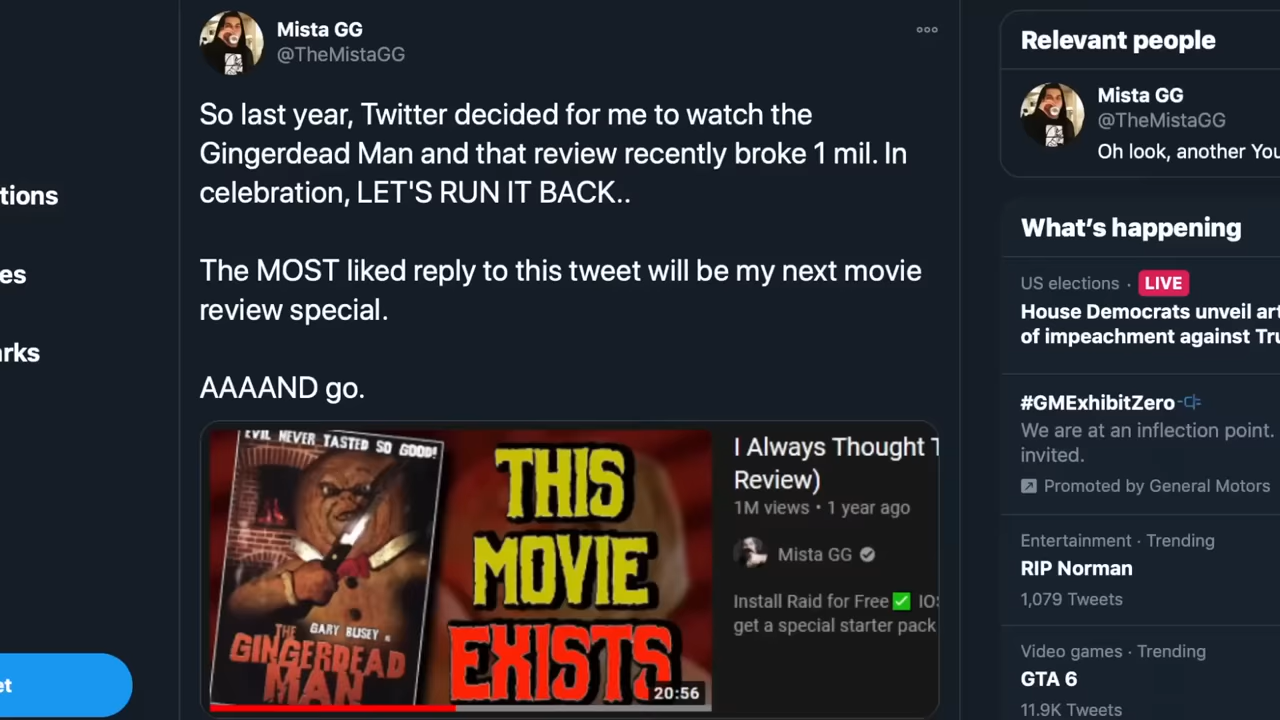 tions
es
arks
et
Mista GG
@TheMistaGG
So last year, Twitter decided for me to watch the
Gingerdead Man and that review recently broke 1 mil. In
celebration, LET'S RUN IT BACK..
The MOST liked reply to this tweet will be my next movie
review special.
AAAAND go.
EVIL NEVER TASTED SO GOOD!
GARY BUSEY is
THE
GINGERDEAD
MAN
THIS
MOVIE
EXISTS
20:56
I Always Thought T
Review)
1M views • 1 year ago
Mista GG
Install Raid for Free ✅ IO
get a special starter pack
Relevant people
Mista GG
@TheMistaGG
Oh look, another You
What's happening
US elections · LIVE
House Democrats unveil art
of impeachment against Tru
#GMExhibitZero
We are at an inflection point.
invited.
Promoted by General Motors
Entertainment · Trending
RIP Norman
1,079 Tweets
Video games · Trending
GTA 6
11.9K Tweets